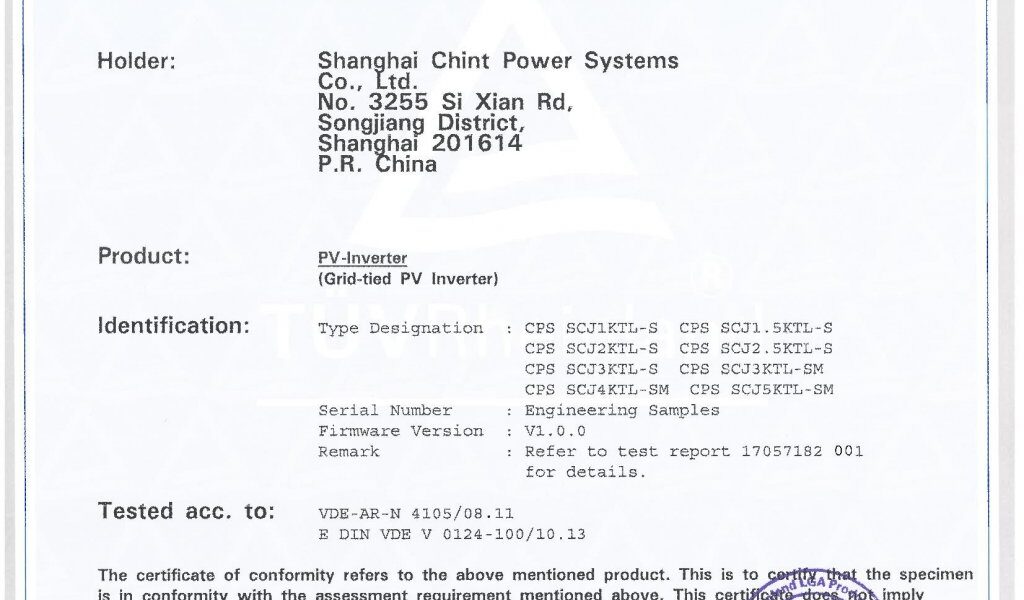 Holder: Shanghai Chint Power Systems
Co., Ltd.
No. 3255 Si Xian Rd,
Songjiang District,
Shanghai 201614
P.R. China
Product: PV-Inverter
(Grid-tied PV Inverter)
TÜVRheinland®
Identification: Type Designation : CPS SCJ1KTL-S CPS SCJ1.5KTL-S
CPS SCJ2KTL-S CPS SCJ2.5KTL-S
CPS SCJ3KTL-S CPS SCJ3KTL-SM
CPS SCJ4KTL-SM CPS SCJ5KTL-SM
Serial Number : Engineering Samples
Firmware Version : V1.0.0
Remark : Refer to test report 17057182 001
for details.
Tested acc. to: VDE-AR-N 4105/08.11
E DIN VDE V 0124-100/10.13
The certificate of conformity refers to the above mentioned product. This is to certify that the specimen
is in conformity with the assessment requirement mentioned above. This certificate does not imply
LGA